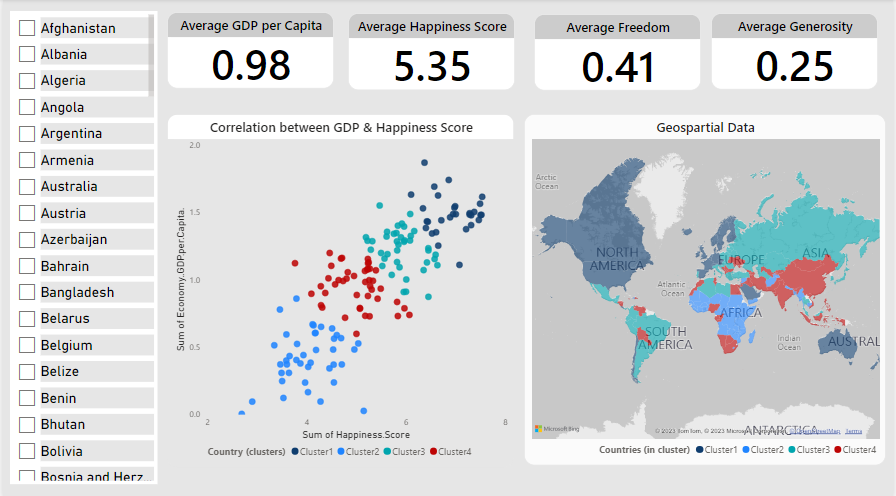 Afghanistan
Albania
Algeria
Angola
Argentina
Armenia
Australia
Austria
Azerbaijan
Bahrain
Bangladesh
Belarus
Belgium
Belize
Benin
Bhutan
Bolivia
Bosnia and Herz
Average GDP per Capita
0.98
Average Happiness Score
5.35
Average Freedom
0.41
Average Generosity
0.25
Correlation between GDP & Happiness Score
Sum of Economy.GDP.per.Capita.
2.0
1.5
1.0
0.5
0.0
2
4
6
8
Sum of Happiness.Score
Country (clusters) Cluster1 Cluster2 Cluster3 Cluster4
Geospartial Data
Arctic
Ocean
NORTH
AMERICA
EUROPE
ASIA
Atlantic
Ocean
AFRICA
SOUTH
AMERICA
Indian
Ocean
AUSTRAL
ANTARCTICA
Microsoft Bing
© 2023 TomTom, © 2023 Microsoft Corporation, © OpenStreetMap Terms
Countries (in cluster) Cluster1 Cluster2 Cluster3 Cluster4